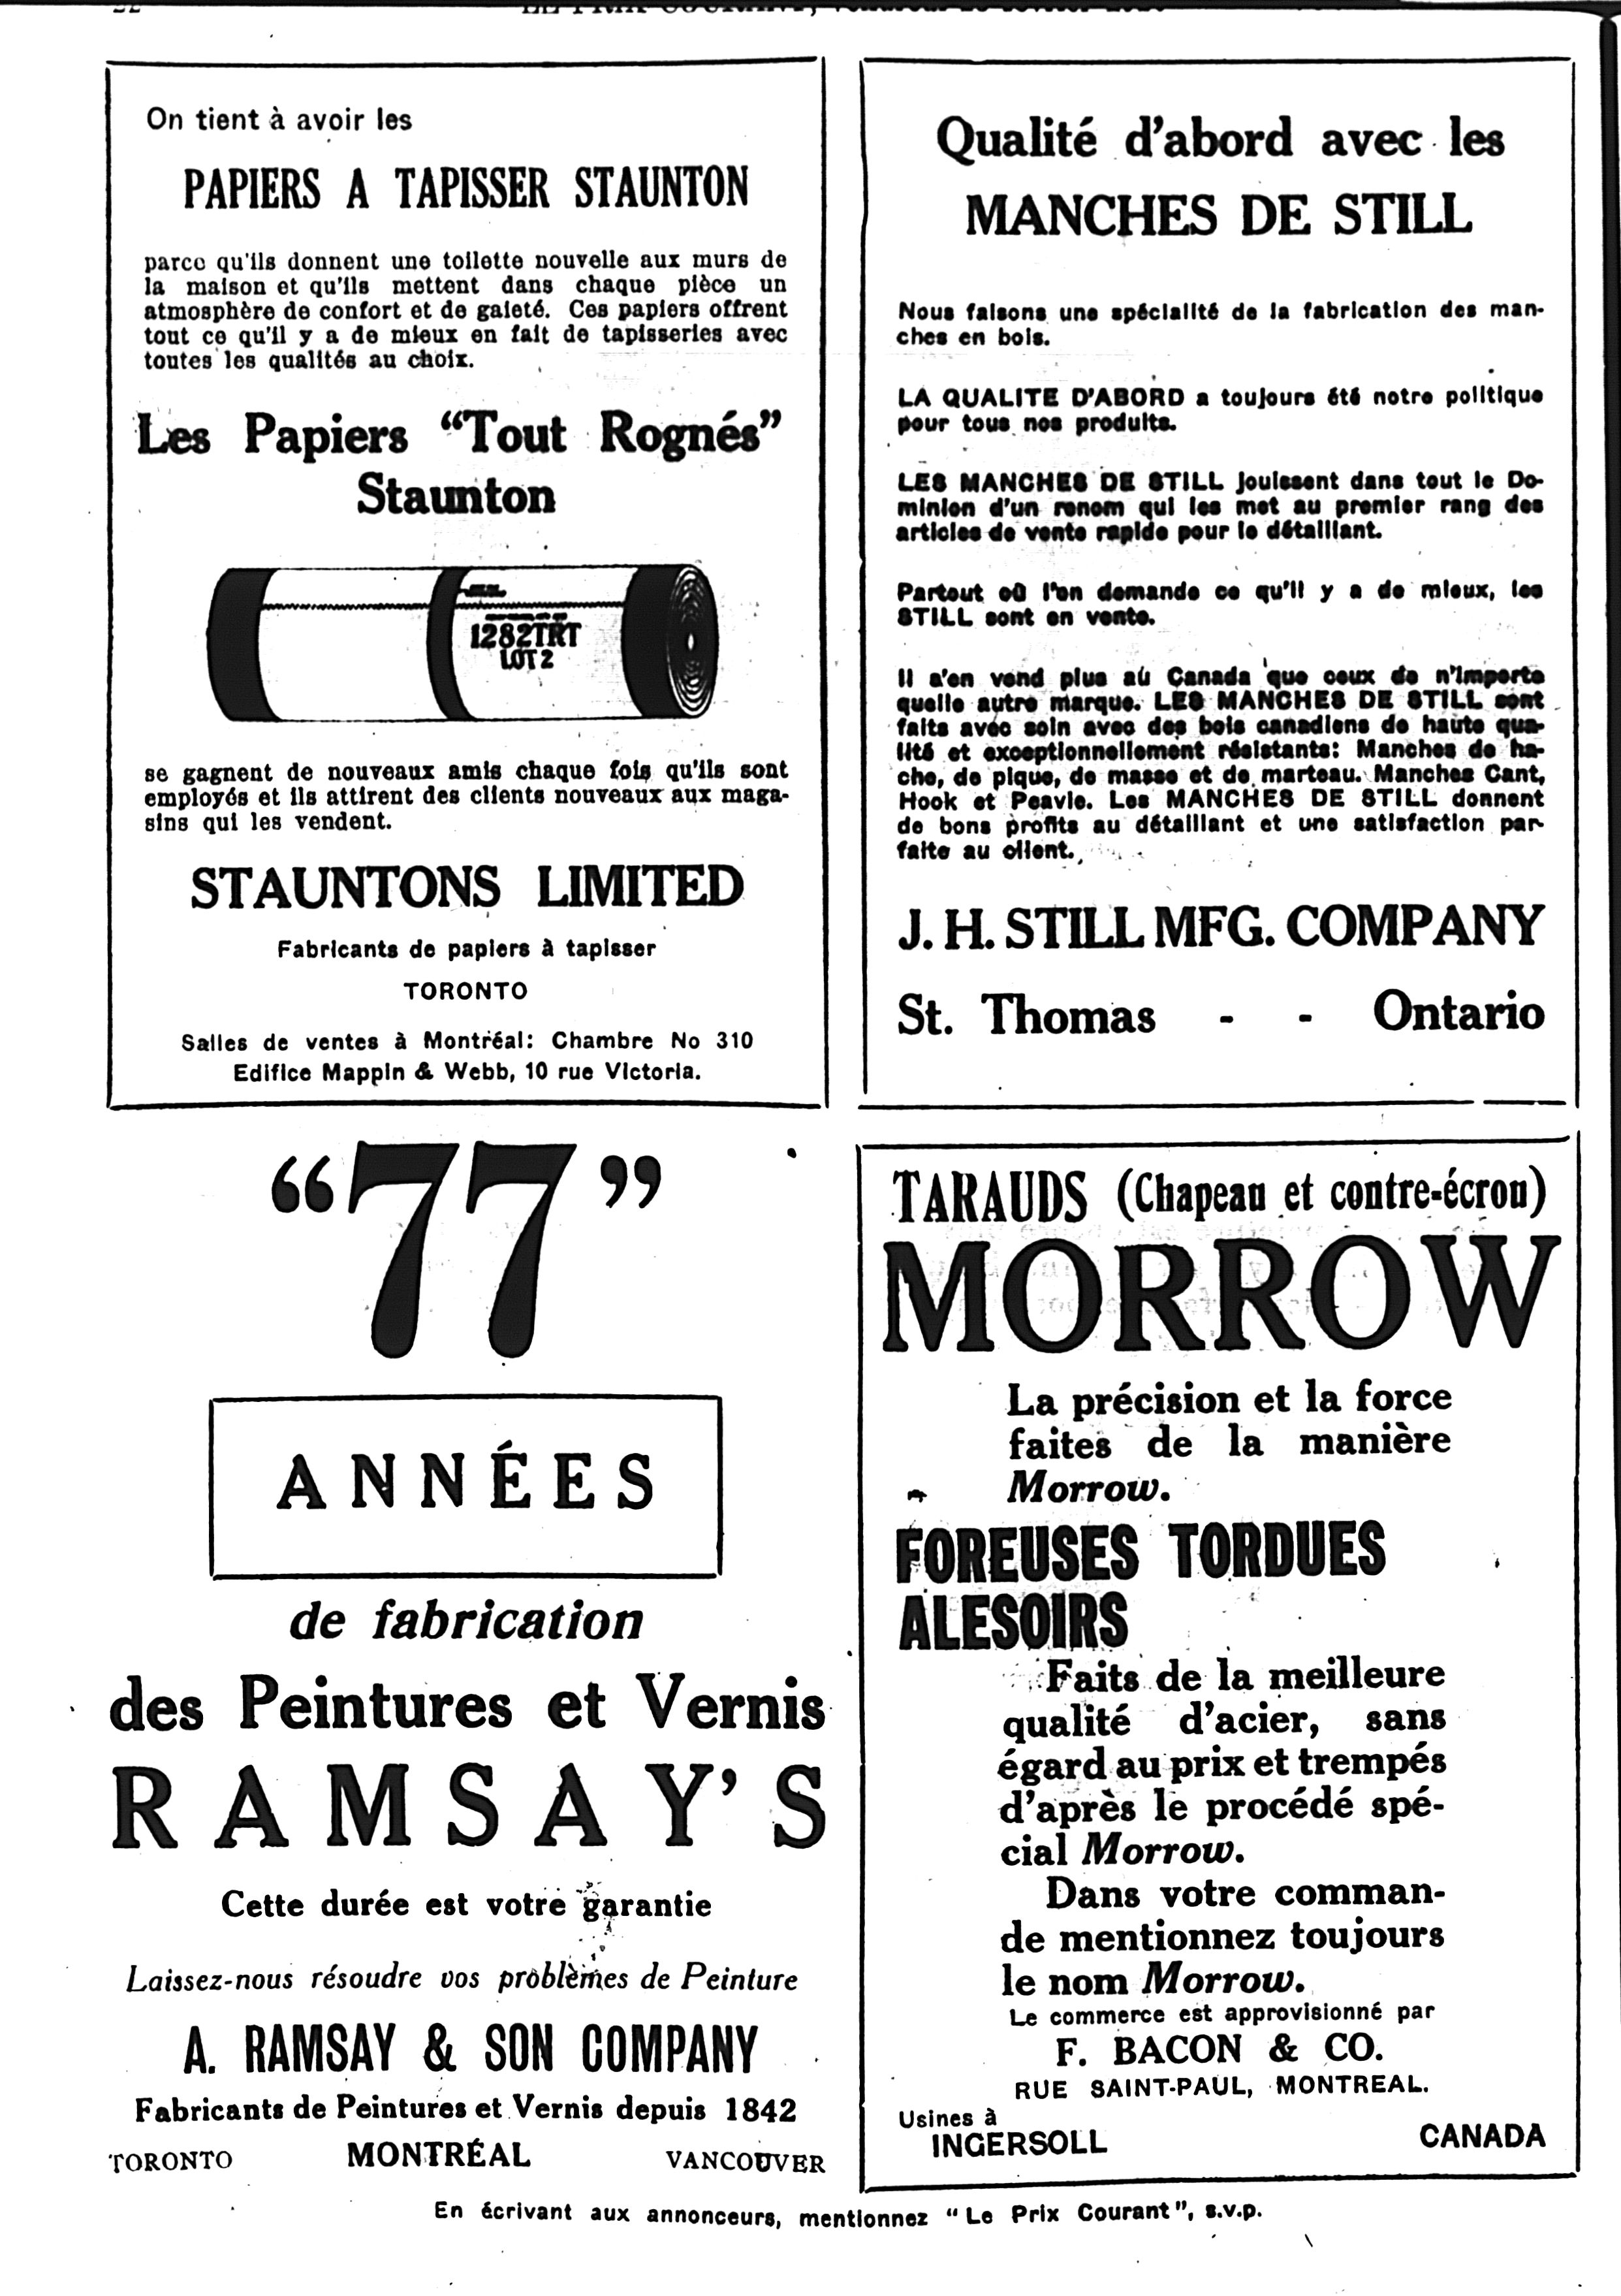 On tient à avoir les
PAPIERS A TAPISSER STAUNTON
parce qu'ils donnent une toilette nouvelle aux murs de
la maison et qu'ils mettent dans chaque pièce un
atmosphère de confort et de gaieté. Ces papiers offrent
tout ce qu'il y a de mieux en fait de tapisseries avec
toutes les qualités au choix.
Les Papiers “Tout Rognés”
Staunton
1282TRT
LOT 2
se gagnent de nouveaux amis chaque fois qu'ils sont
employés et ils attirent des clients nouveaux aux maga-
sins qui les vendent.
STAUNTONS LIMITED
Fabricants de papiers à tapisser
TORONTO
Salles de ventes à Montréal: Chambre No 310
Edifice Mappin & Webb, 10 rue Victoria.
Qualité d'abord avec les
MANCHES DE STILL
Nous faisons une spécialité de la fabrication des man-
ches en bois.
LA QUALITE D'ABORD a toujours été notre politique
pour tous nos produits.
LES MANCHES DE STILL jouissent dans tout le Do-
minion d'un renom qui les met au premier rang des
articles de vente rapide pour le détaillant.
Partout où l'on demande ce qu'il y a de mieux, les
STILL sont en vente.
Il s'en vend plus au Canada que ceux de n'importe
quelle autre marque. LES MANCHES DE STILL sont
faits avec soin avec des bois canadiens de haute qua-
lité et exceptionnellement résistants: Manches de ha-
che, de pique, de masse et de marteau. Manches Cant,
Hook et Peavie. Les MANCHES DE STILL donnent
de bons profits au détaillant et une satisfaction par-
faite au client.
J. H. STILL MFG. COMPANY
St. Thomas - - Ontario
“77”
ANNÉES
de fabrication
des Peintures et Vernis
RAMSAY'S
Cette durée est votre garantie
Laissez-nous résoudre vos problèmes de Peinture
A. RAMSAY & SON COMPANY
Fabricants de Peintures et Vernis depuis 1842
TORONTO MONTRÉAL VANCOUVER
TARAUDS (Chapeau et contre-écrou)
MORROW
La précision et la force
faites de la manière
Morrow.
FOREUSES TORDUES
ALESOIRS
Faits de la meilleure
qualité d'acier, sans
égard au prix et trempés
d'après le procédé spé-
cial Morrow.
Dans votre comman-
de mentionnez toujours
le nom Morrow.
Le commerce est approvisionné par
F. BACON & CO.
RUE SAINT-PAUL, MONTREAL.
Usines à
INGERSOLL CANADA
En écrivant aux annonceurs, mentionnez “Le Prix Courant”, s.v.p.